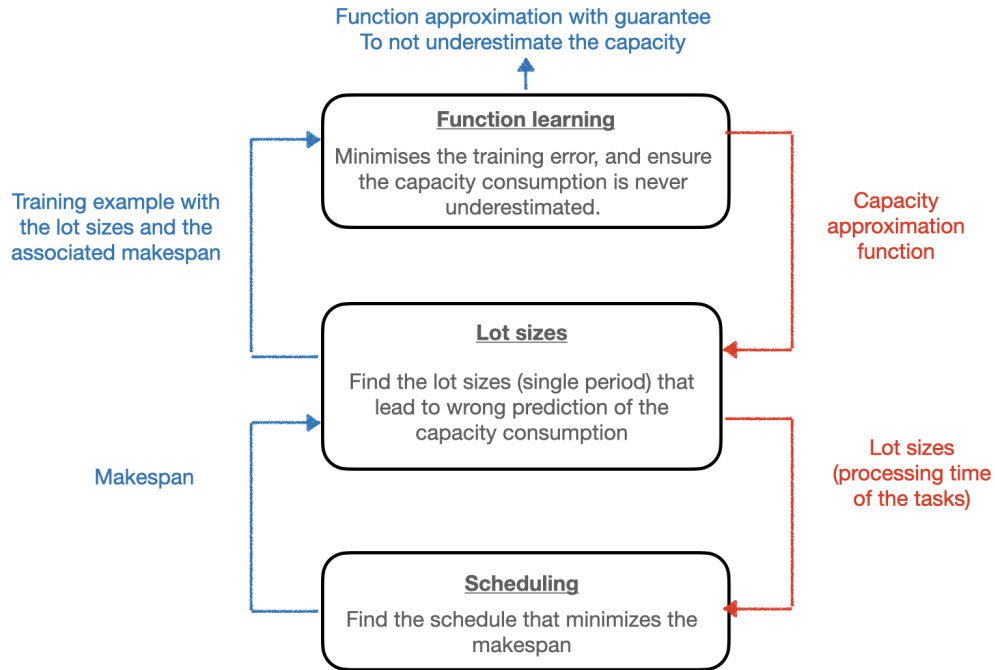 Function approximation with guarantee
To not underestimate the capacity
Function learning
Minimises the training error, and ensure
the capacity consumption is never
underestimated.
Training example with
the lot sizes and the
associated makespan
Capacity
approximation
function
Lot sizes
Find the lot sizes (single period) that
lead to wrong prediction of the
capacity consumption
Makespan
Lot sizes
(processing time
of the tasks)
Scheduling
Find the schedule that minimizes the
makespan